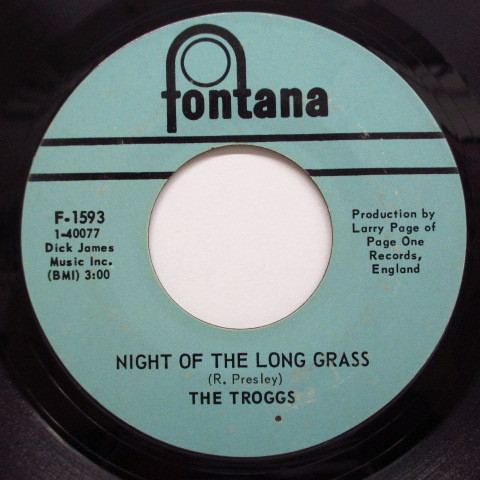 fontana
F-1593
1-40077
Dick James
Music Inc.
(BMI) 3:00
Production by
Larry Page of
Page One
Records,
England
NIGHT OF THE LONG GRASS
(R. Presley)
THE TROGGS